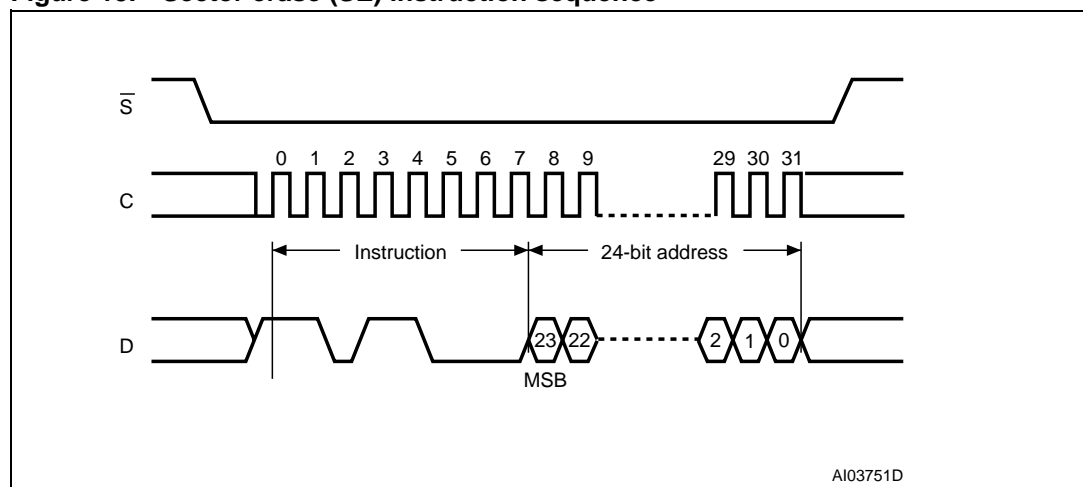 Figure 16. Sector erase (SE) instruction sequence
S
0 1 2 3 4 5 6 7 8 9 29 30 31
C
Instruction 24-bit address
D
23 22 2 1 0
MSB
AI03751D